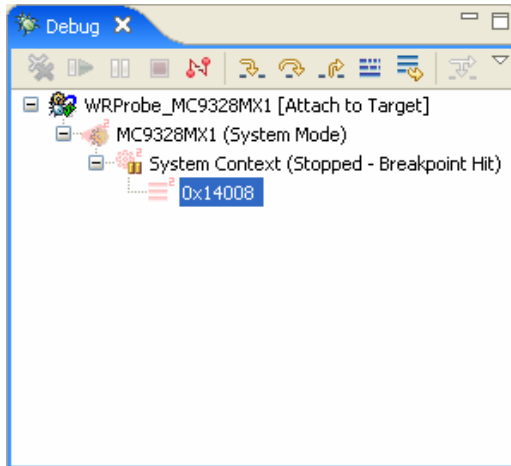 Debug
WRProbe_MC9328MX1 [Attach to Target]
MC9328MX1 (System Mode)
System Context (Stopped - Breakpoint Hit)
0x14008